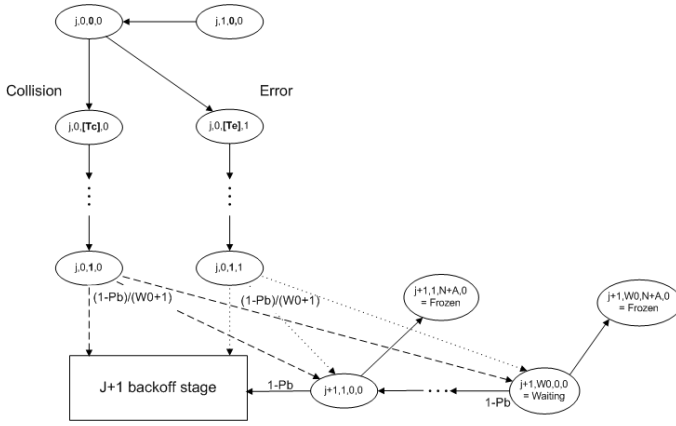 j,0,0,0
j,1,0,0
Collision
Error
j,0,[Tc],0
j,0,[Te],1
j,0,1,0
j,0,1,1
(1-Pb)/(W0+1)
(1-Pb)/(W0+1)
j+1,1,N+A,0
= Frozen
j+1,W0,N+A,0
= Frozen
J+1 backoff stage
1-Pb
j+1,1,0,0
1-Pb
j+1,W0,0,0
= Waiting